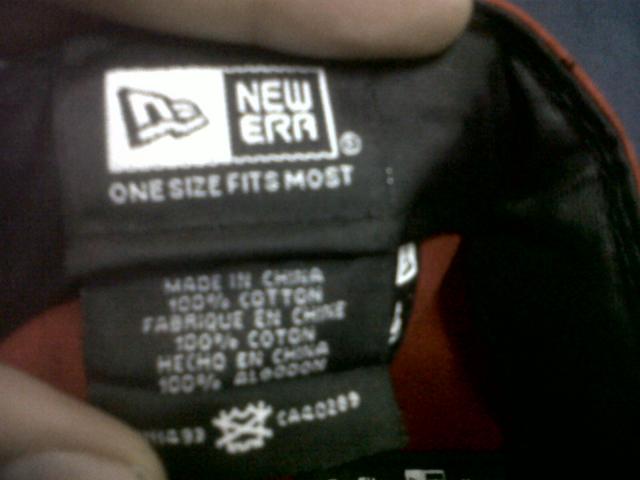 NEW
ERA®
ONE SIZE FITS MOST
MADE IN CHINA
100% COTTON
FABRIQUE EN CHINE
100% COTON
HECHO EN CHINA
100% ALGODON
CA40289